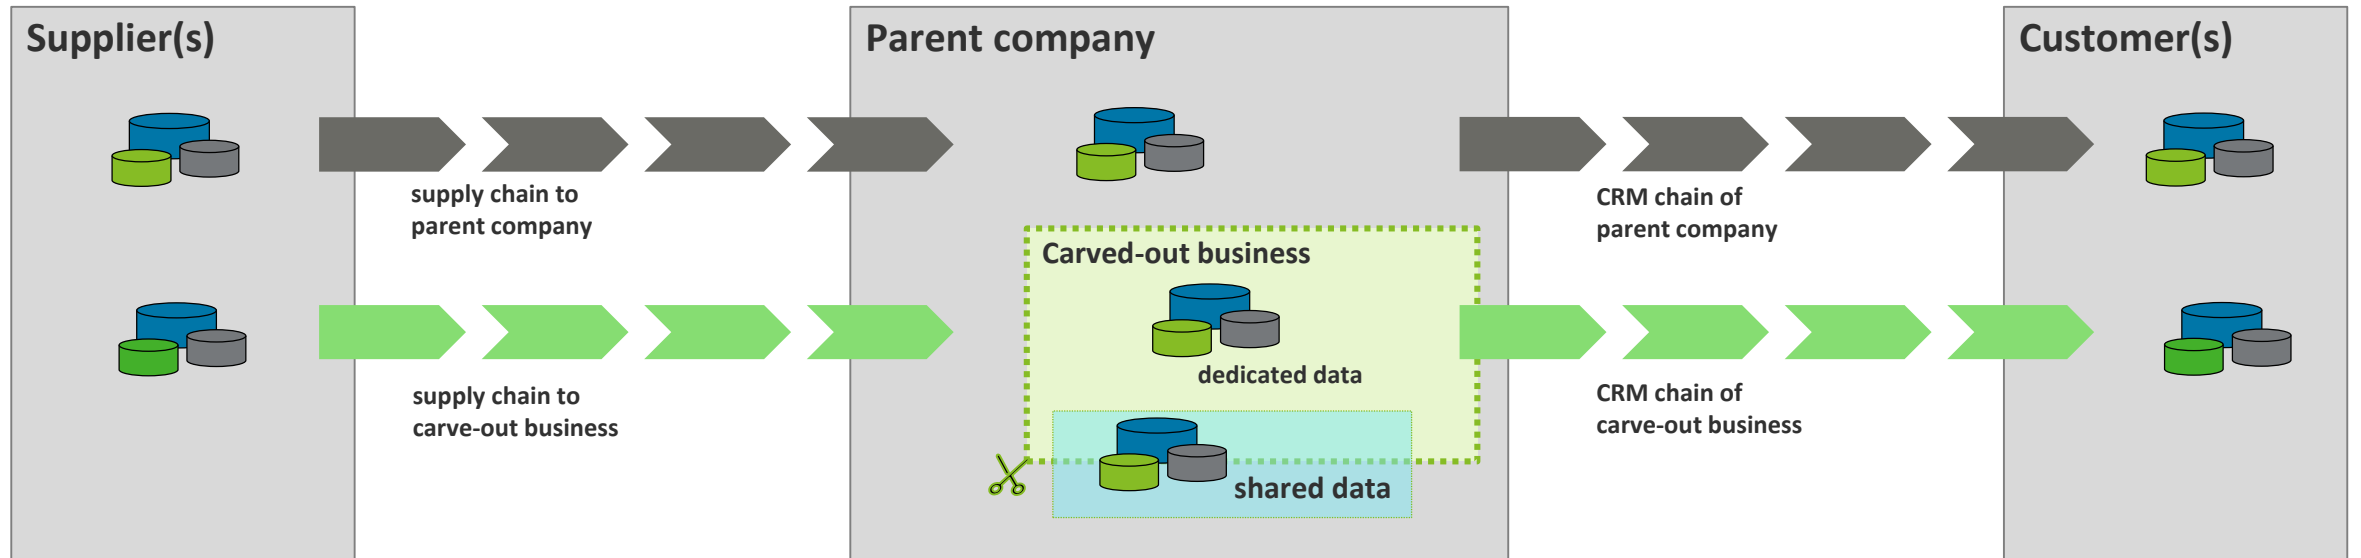 Supplier(s)
Parent company
Customer(s)
supply chain to
parent company
CRM chain of
parent company
Carved-out business
dedicated data
supply chain to
carve-out business
CRM chain of
carve-out business
shared data